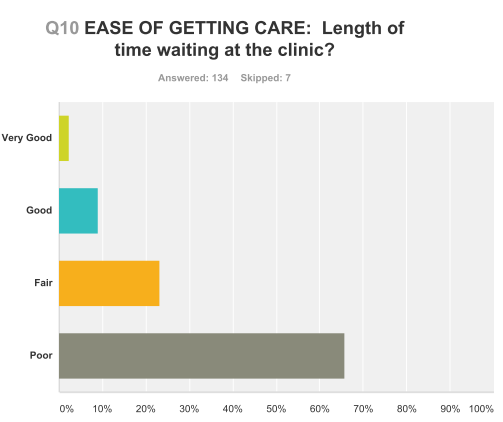 Q10 EASE OF GETTING CARE: Length of
time waiting at the clinic?
Answered: 134 Skipped: 7
Very Good
Good
Fair
Poor
0% 10% 20% 30% 40% 50% 60% 70% 80% 90% 100%